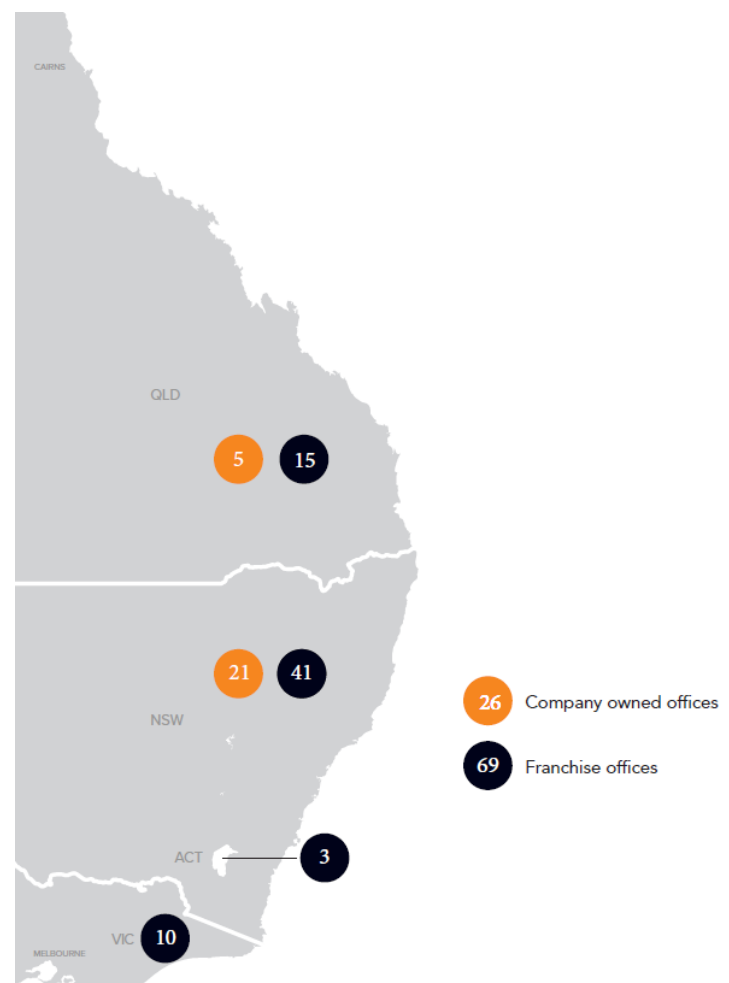 CAIRNS
QLD
5 15
21 41
NSW
26 Company owned offices
69 Franchise offices
ACT 3
VIC 10
MELBOURNE